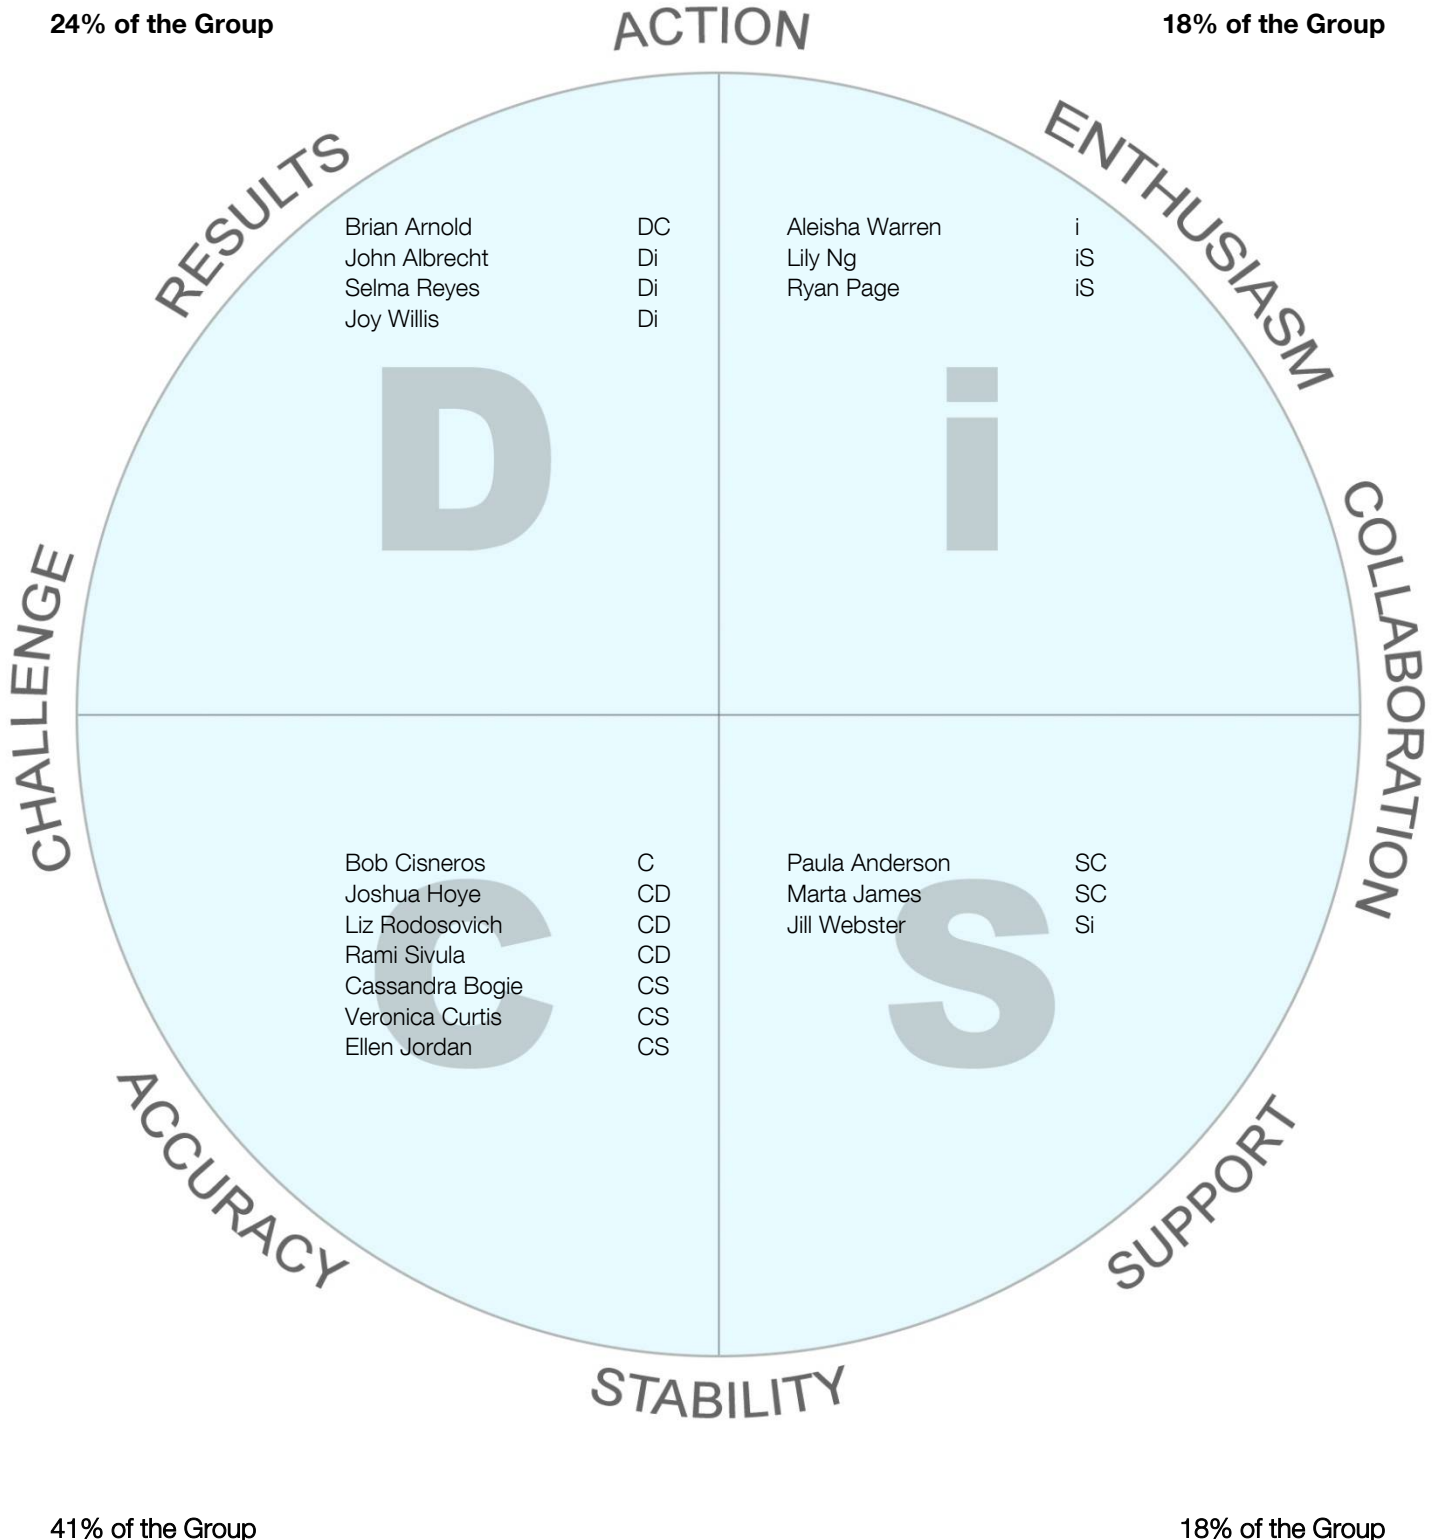 24% of the Group
18% of the Group
ACTION
RESULTS
ENTHUSIASM
Brian Arnold DC
John Albrecht Di
Selma Reyes Di
Joy Willis Di
Aleisha Warren i
Lily Ng iS
Ryan Page iS
D
i
CHALLENGE
COLLABORATION
Bob Cisneros C
Joshua Hoye CD
Liz Rodosovich CD
Rami Sivula CD
Cassandra Bogie CS
Veronica Curtis CS
Ellen Jordan CS
Paula Anderson SC
Marta James SC
Jill Webster Si
C
S
ACCURACY
SUPPORT
STABILITY
41% of the Group
18% of the Group